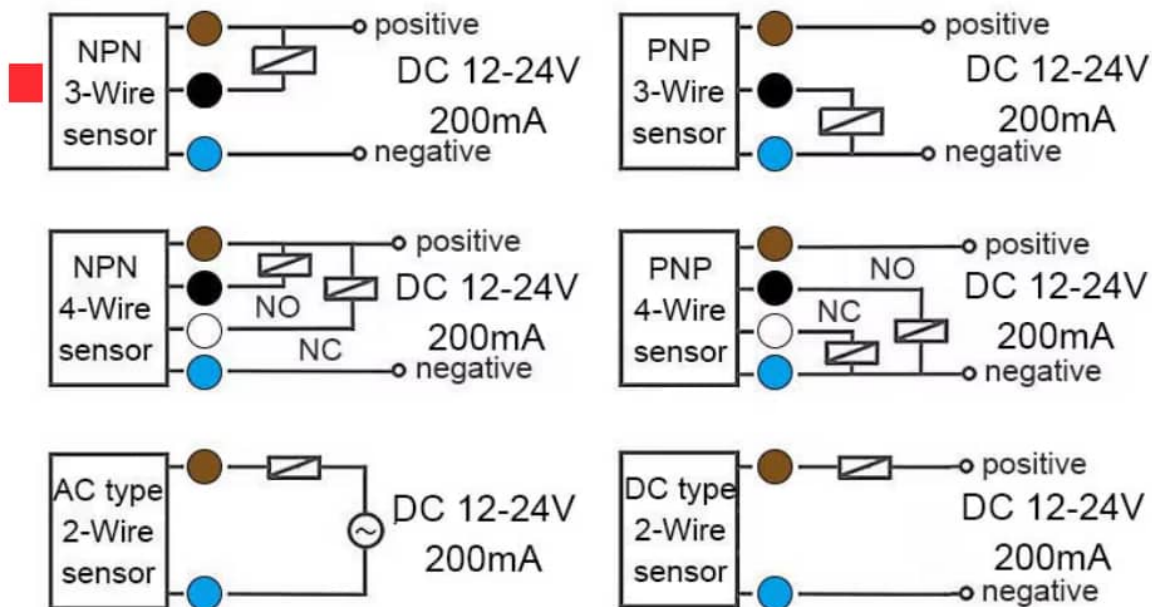 NPN
3-Wire
sensor
positive
DC 12-24V
200mA
negative
PNP
3-Wire
sensor
positive
DC 12-24V
200mA
negative
NPN
4-Wire
sensor
positive
NO
DC 12-24V
200mA
NC
negative
PNP
4-Wire
sensor
positive
NO
DC 12-24V
NC
200mA
negative
AC type
2-Wire
sensor
DC 12-24V
200mA
DC type
2-Wire
sensor
positive
DC 12-24V
200mA
negative